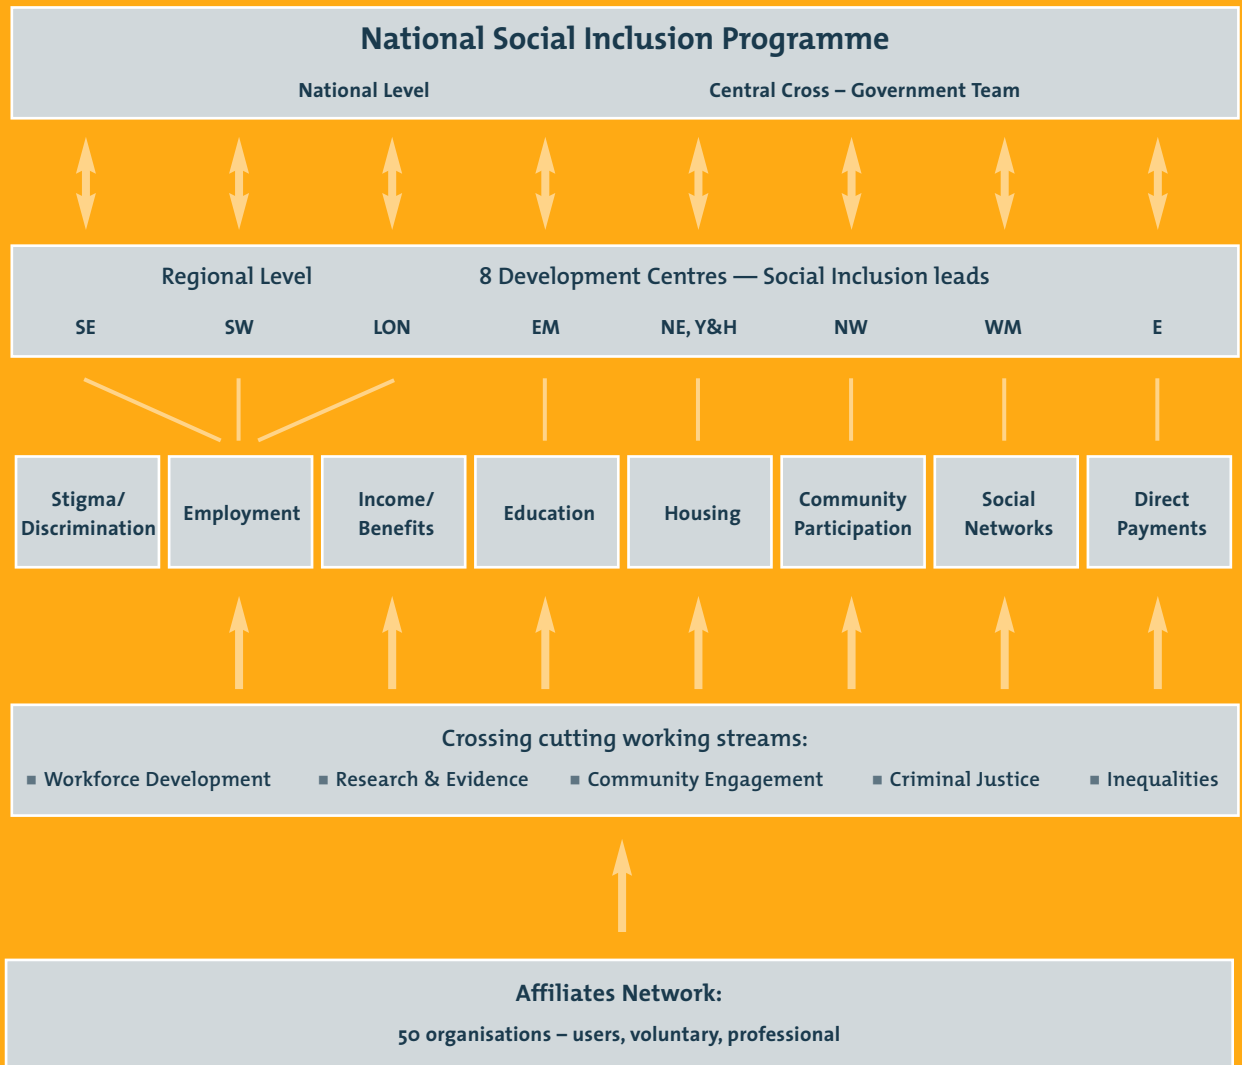 National Social Inclusion Programme
National Level Central Cross – Government Team
Regional Level 8 Development Centres — Social Inclusion leads
SE SW LON EM NE, Y&H NW WM E
Stigma/
Discrimination
Employment
Income/
Benefits
Education
Housing
Community
Participation
Social
Networks
Direct
Payments
Crossing cutting working streams:
▪ Workforce Development ▪ Research & Evidence ▪ Community Engagement ▪ Criminal Justice ▪ Inequalities
Affiliates Network:
50 organisations – users, voluntary, professional